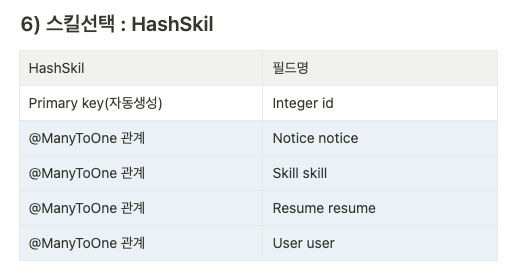 6) 스킬선택 : HashSkil
HashSkil 필드명
Primary key(자동생성) Integer id
@ManyToOne 관계 Notice notice
@ManyToOne 관계 Skill skill
@ManyToOne 관계 Resume resume
@ManyToOne 관계 User user